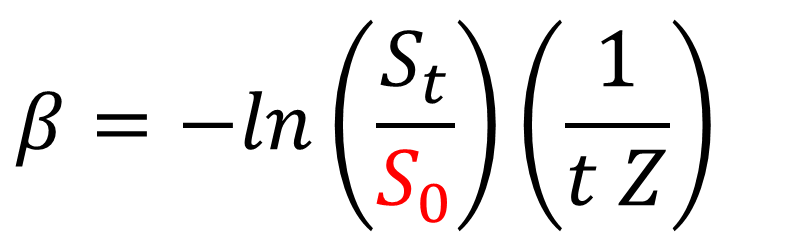 β = −ln (S_t / S_0) (1 / t Z)